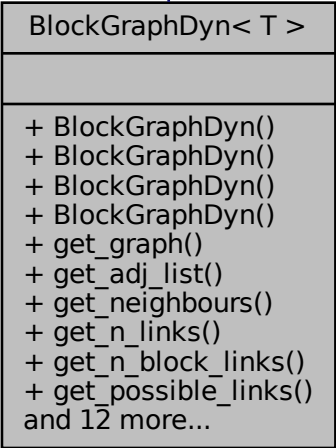 BlockGraphDyn< T >
+ BlockGraphDyn()
+ BlockGraphDyn()
+ BlockGraphDyn()
+ BlockGraphDyn()
+ get_graph()
+ get_adj_list()
+ get_neighbours()
+ get_n_links()
+ get_n_block_links()
+ get_possible_links()
and 12 more...